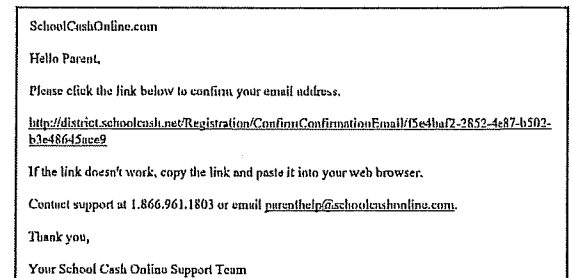 SchoolCashOnline.com
Hello Parent,
Please click the link below to confirm your email address.
http://district.schoolcash.net/Registration/ConfirmConfirmationEmail/f5e4baf2-2852-4e87-b502-
b3e48645ace9
If the link doesn't work, copy the link and paste it into your web browser.
Contact support at 1.866.961.1803 or email parenthelp@schoolcashonline.com.
Thank you,
Your School Cash Online Support Team